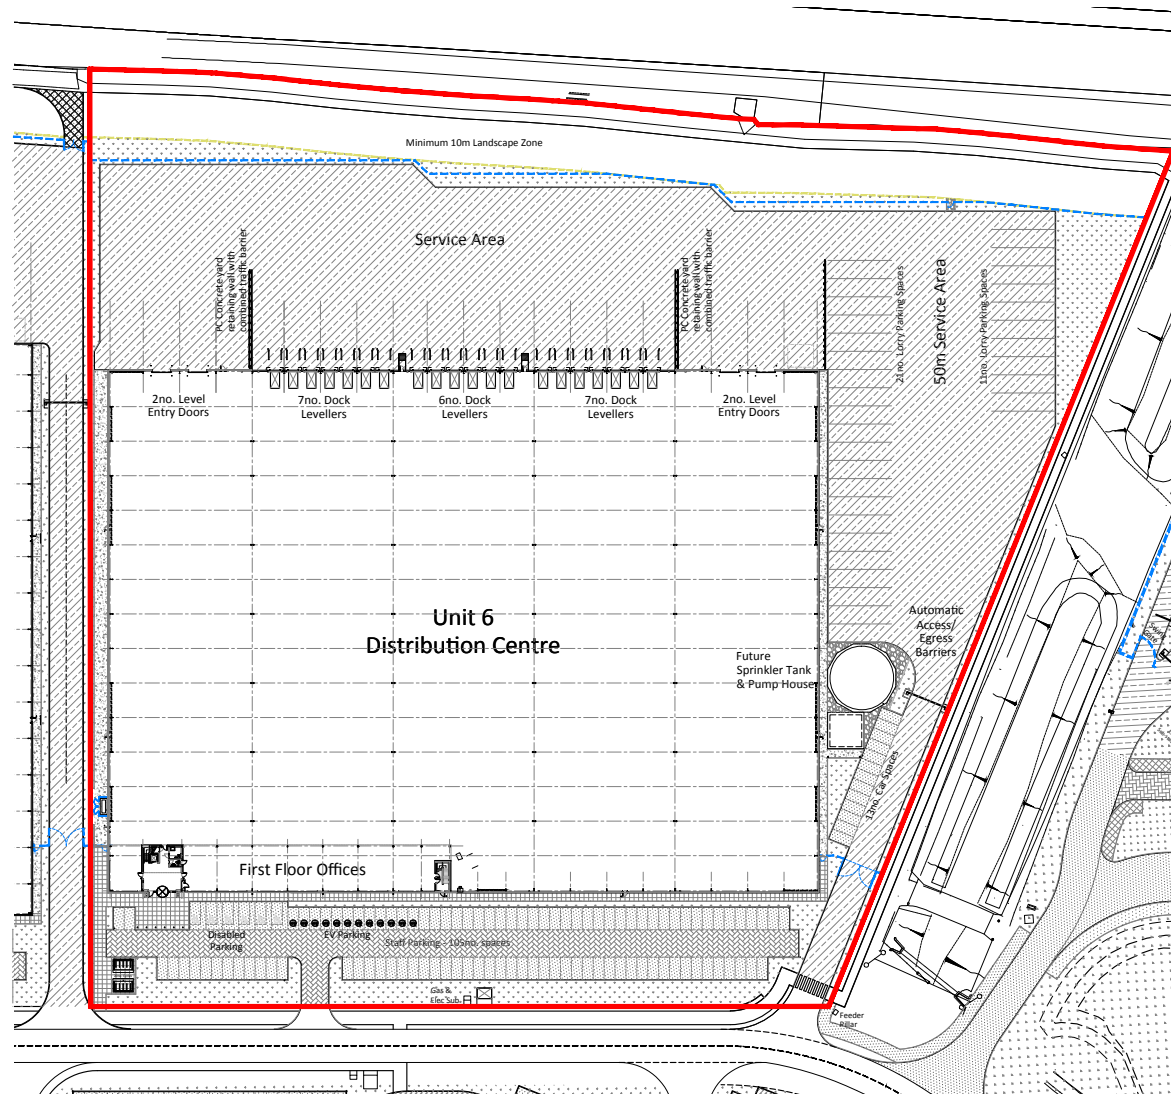 Minimum 10m Landscape Zone
Service Area
PC Concrete yard
retaining wall with
combined traffic barrier
PC Concrete yard
retaining wall with
combined traffic barrier
21no. Lorry Parking Spaces
50m Service Area
11no. Lorry Parking Spaces
2no. Level
Entry Doors
7no. Dock
Levellers
6no. Dock
Levellers
7no. Dock
Levellers
2no. Level
Entry Doors
Unit 6
Distribution Centre
Automatic
Access/
Egress
Barriers
Future
Sprinkler Tank
& Pump House
13no. Car Spaces
First Floor Offices
Disabled
Parking
EV Parking
Staff Parking - 105no. spaces
Gas &
Elec Sub.
Feeder
Pillar